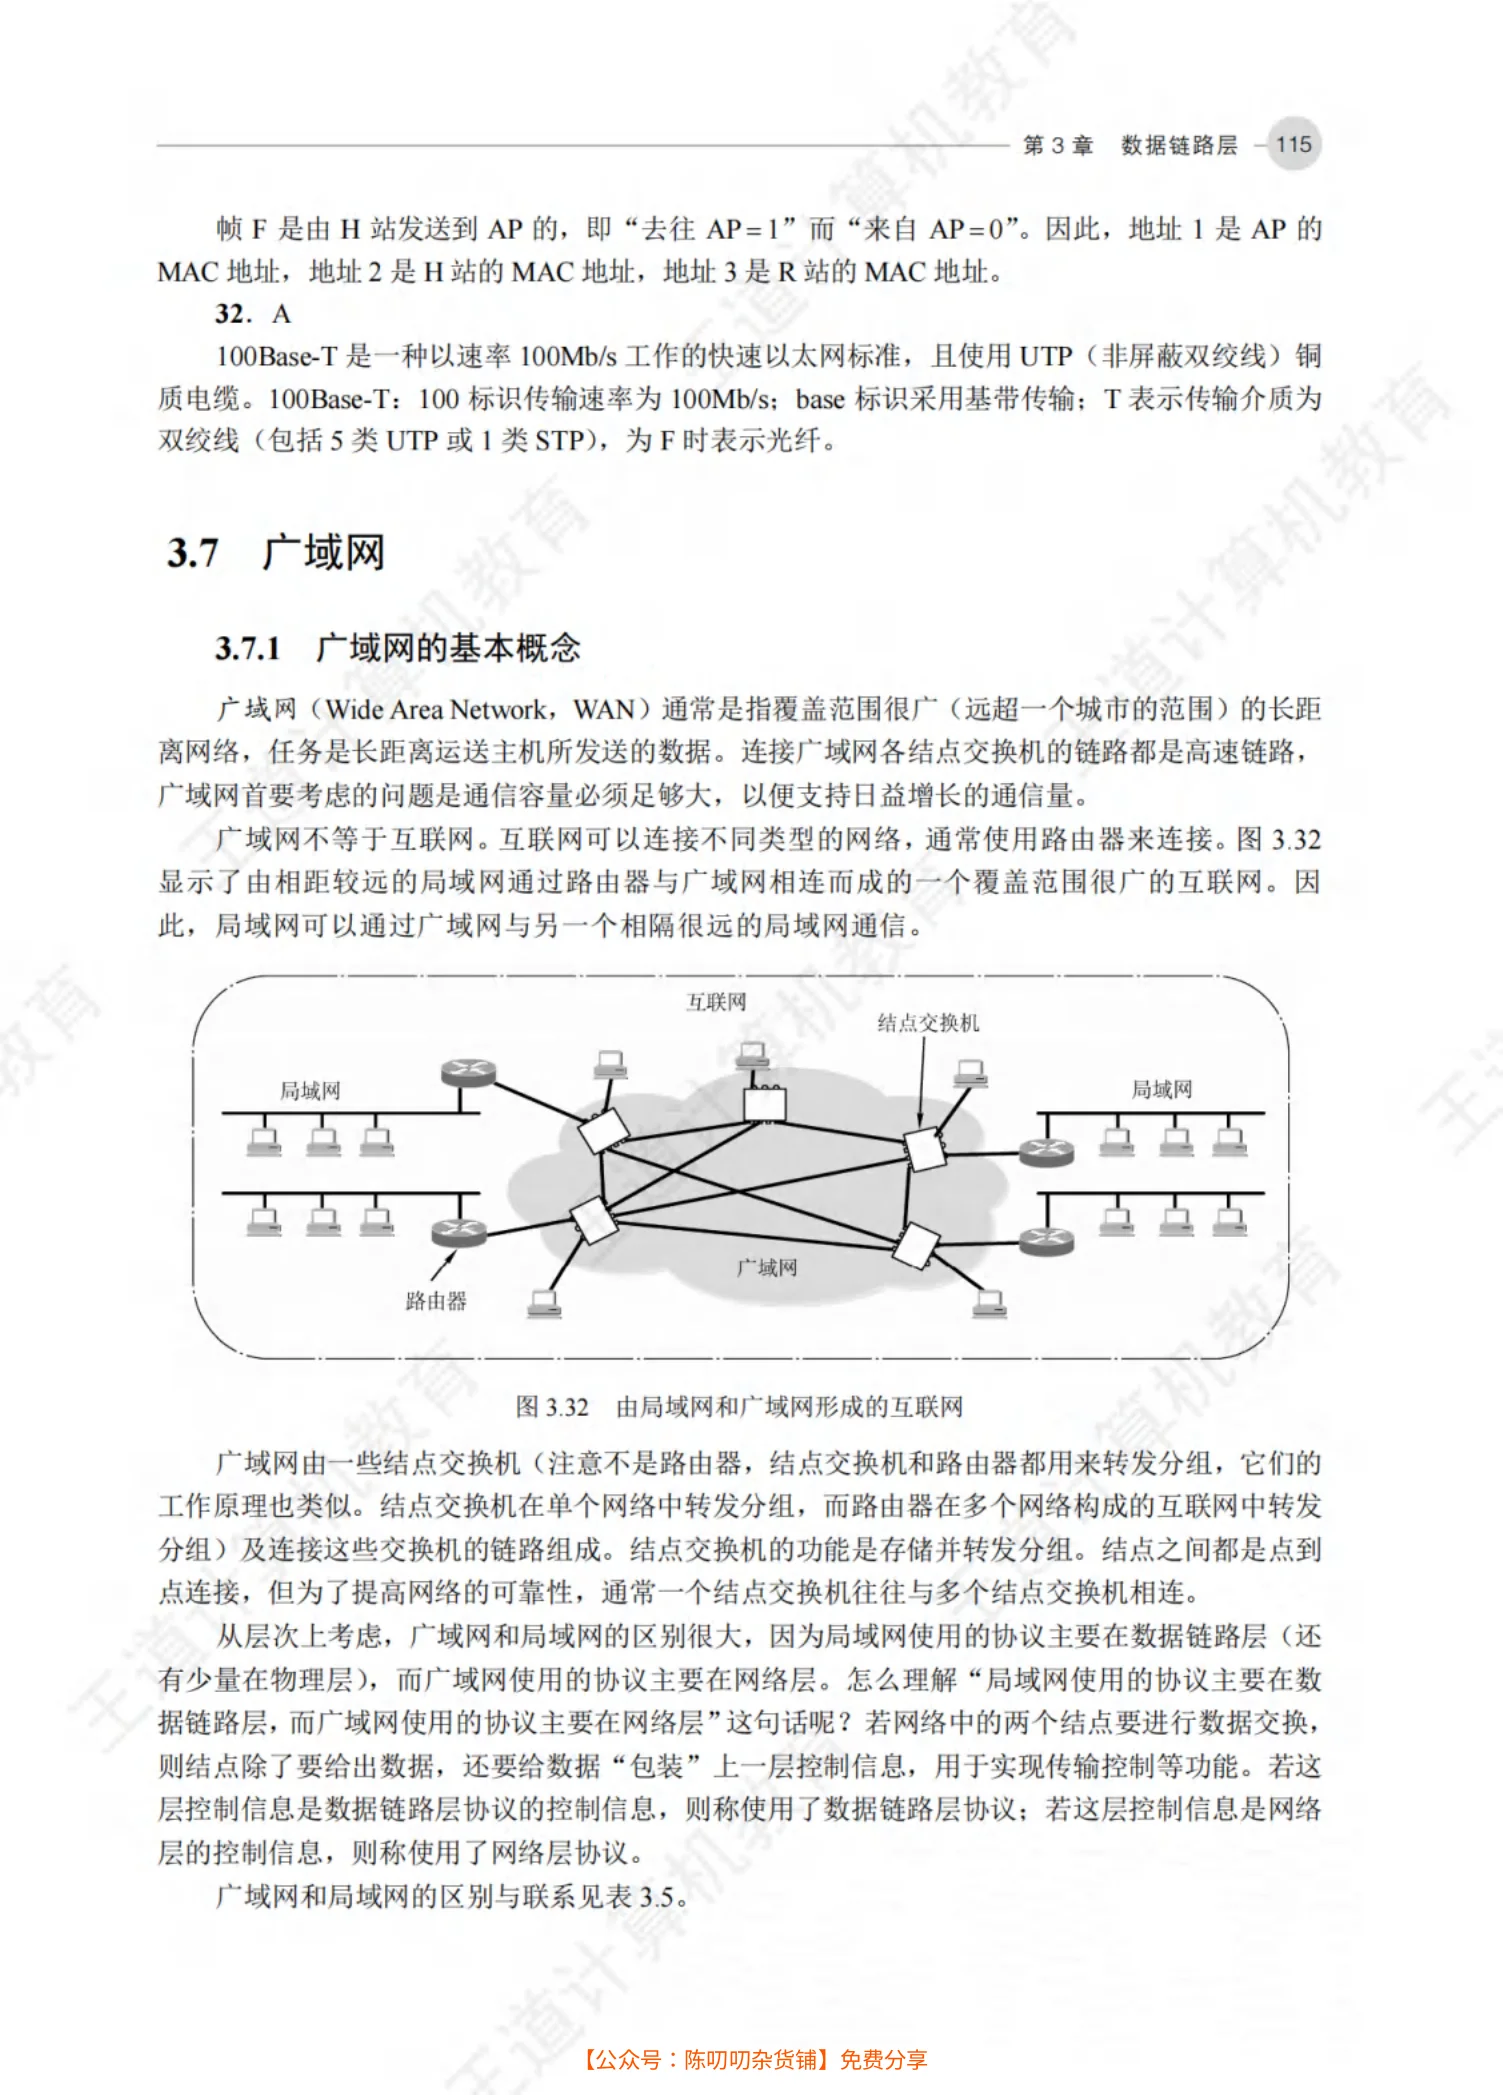 第 3 章 数据链路层 115
帧 F 是由 H 站发送到 AP 的，即“去往 AP=1”而“来自 AP=0”。因此，地址 1 是 AP 的
MAC 地址，地址 2 是 H 站的 MAC 地址，地址 3 是 R 站的 MAC 地址。
32．A
100Base-T 是一种以速率 100Mb/s 工作的快速以太网标准，且使用 UTP（非屏蔽双绞线）铜
质电缆。100Base-T：100 标识传输速率为 100Mb/s；base 标识采用基带传输；T 表示传输介质为
双绞线（包括 5 类 UTP 或 1 类 STP），为 F 时表示光纤。
3.7 广域网
3.7.1 广域网的基本概念
广域网（Wide Area Network，WAN）通常是指覆盖范围很广（远超一个城市的范围）的长距
离网络，任务是长距离运送主机所发送的数据。连接广域网各结点交换机的链路都是高速链路，
广域网首要考虑的问题是通信容量必须足够大，以便支持日益增长的通信量。
广域网不等于互联网。互联网可以连接不同类型的网络，通常使用路由器来连接。图 3.32
显示了由相距较远的局域网通过路由器与广域网相连而成的一个覆盖范围很广的互联网。因
此，局域网可以通过广域网与另一个相隔很远的局域网通信。
互联网
结点交换机
局域网
局域网
广域网
路由器
图 3.32 由局域网和广域网形成的互联网
广域网由一些结点交换机（注意不是路由器，结点交换机和路由器都用来转发分组，它们的
工作原理也类似。结点交换机在单个网络中转发分组，而路由器在多个网络构成的互联网中转发
分组）及连接这些交换机的链路组成。结点交换机的功能是存储并转发分组。结点之间都是点到
点连接，但为了提高网络的可靠性，通常一个结点交换机往往与多个结点交换机相连。
从层次上考虑，广域网和局域网的区别很大，因为局域网使用的协议主要在数据链路层（还
有少量在物理层），而广域网使用的协议主要在网络层。怎么理解“局域网使用的协议主要在数
据链路层，而广域网使用的协议主要在网络层”这句话呢？若网络中的两个结点要进行数据交换，
则结点除了要给出数据，还要给数据“包装”上一层控制信息，用于实现传输控制等功能。若这
层控制信息是数据链路层协议的控制信息，则称使用了数据链路层协议；若这层控制信息是网络
层的控制信息，则称使用了网络层协议。
广域网和局域网的区别与联系见表 3.5。
王道计算机教育
【公众号：陈叨叨杂货铺】免费分享